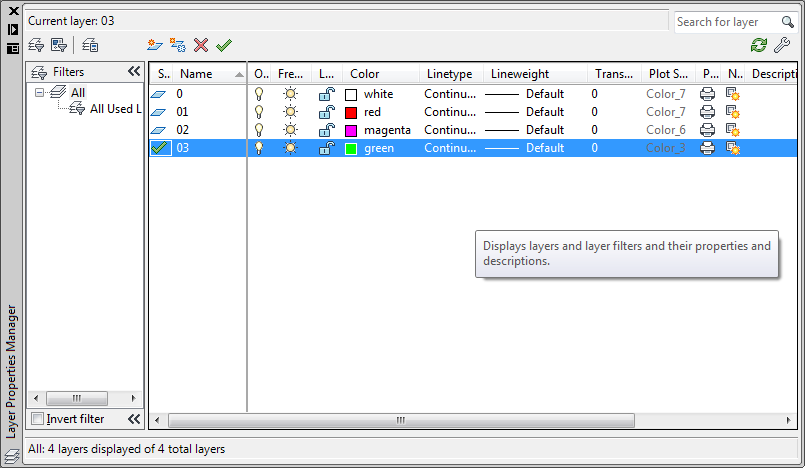 Current layer: 03
Search for layer
Filters
All
All Used L
S.. Name O.. Fre... L... Color Linetype Lineweight Trans... Plot S... P... N.. Descripti
0 white Continu... Default 0 Color_7
01 red Continu... Default 0 Color_7
02 magenta Continu... Default 0 Color_6
03 green Continu... Default 0 Color_3
Displays layers and layer filters and their properties and
descriptions.
Invert filter
All: 4 layers displayed of 4 total layers
Layer Properties Manager